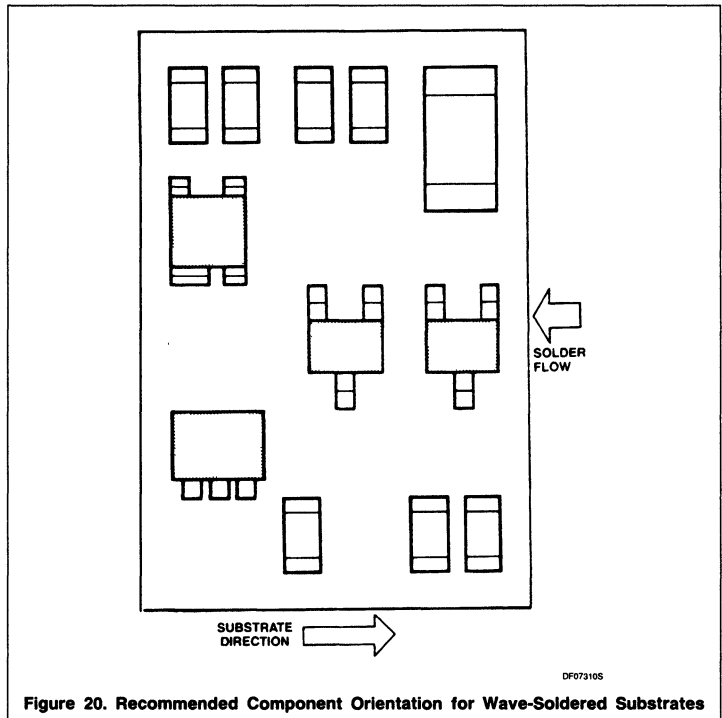 SOLDER
FLOW
SUBSTRATE
DIRECTION
DF07310S
Figure 20. Recommended Component Orientation for Wave-Soldered Substrates